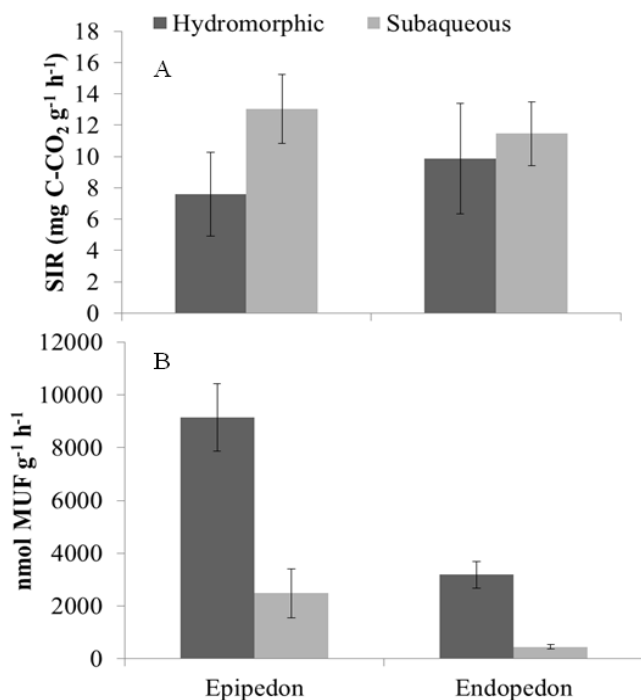 Hydromorphic Subaqueous
A
18
16
14
12
10
8
6
4
2
0
SIR (mg C-CO₂ g⁻¹ h⁻¹)
B
12000
10000
8000
6000
4000
2000
0
nmol MUF g⁻¹ h⁻¹
Epipedon Endopedon